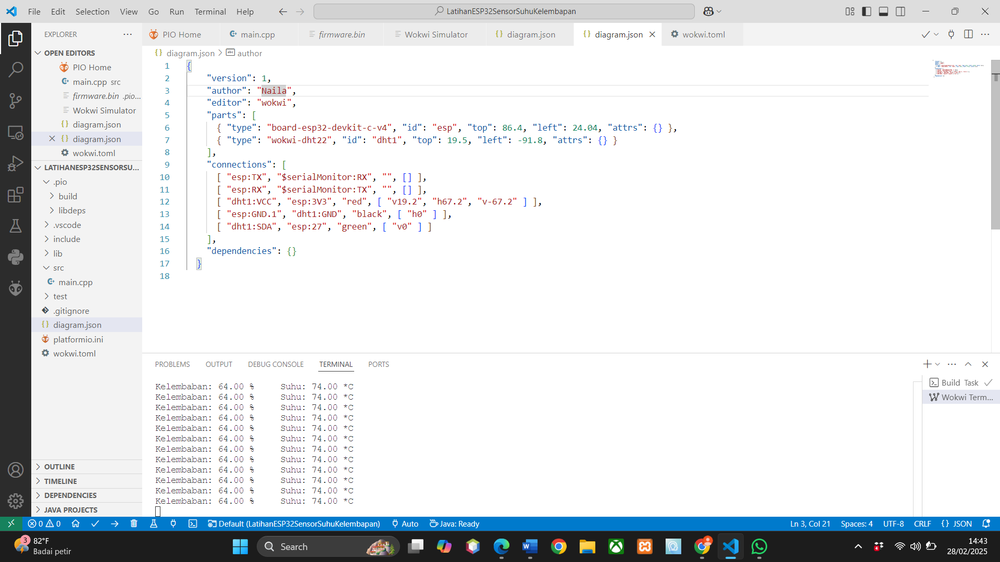 File Edit Selection View Go Run Terminal Help
LatihanESP32SensorSuhuKelembapan
EXPLORER
OPEN EDITORS
PIO Home
main.cpp src
firmware.bin .pio...
Wokwi Simulator
diagram.json
diagram.json
wokwi.toml
LATIHANESP32SENSORSU...
.pio
build
libdeps
.vscode
include
lib
src
main.cpp
test
.gitignore
diagram.json
platformio.ini
wokwi.toml
OUTLINE
TIMELINE
DEPENDENCIES
JAVA PROJECTS
PIO Home main.cpp firmware.bin Wokwi Simulator diagram.json diagram.json wokwi.toml
diagram.json > author
1 {
2 "version": 1,
3 "author": "Naila",
4 "editor": "wokwi",
5 "parts": [
6 { "type": "board-esp32-devkit-c-v4", "id": "esp", "top": 86.4, "left": 24.04, "attrs": {} },
7 { "type": "wokwi-dht22", "id": "dht1", "top": 19.5, "left": -91.8, "attrs": {} }
8 ],
9 "connections": [
10 [ "esp:TX", "$serialMonitor:RX", "", [] ],
11 [ "esp:RX", "$serialMonitor:TX", "", [] ],
12 [ "dht1:VCC", "esp:3V3", "red", [ "v19.2", "h67.2", "v-67.2" ] ],
13 [ "esp:GND.1", "dht1:GND", "black", [ "h0" ] ],
14 [ "dht1:SDA", "esp:27", "green", [ "v0" ] ]
15 ],
16 "dependencies": {}
17 }
18
PROBLEMS OUTPUT DEBUG CONSOLE TERMINAL PORTS
Kelembaban: 64.00 % Suhu: 74.00 *C
Kelembaban: 64.00 % Suhu: 74.00 *C
Kelembaban: 64.00 % Suhu: 74.00 *C
Kelembaban: 64.00 % Suhu: 74.00 *C
Kelembaban: 64.00 % Suhu: 74.00 *C
Kelembaban: 64.00 % Suhu: 74.00 *C
Kelembaban: 64.00 % Suhu: 74.00 *C
Kelembaban: 64.00 % Suhu: 74.00 *C
Kelembaban: 64.00 % Suhu: 74.00 *C
Kelembaban: 64.00 % Suhu: 74.00 *C
Kelembaban: 64.00 % Suhu: 74.00 *C
Kelembaban: 64.00 % Suhu: 74.00 *C
Build Task
Wokwi Term...
0 0 Default (LatihanESP32SensorSuhuKelembapan) Auto Java: Ready Ln 3, Col 21 Spaces: 4 UTF-8 CRLF {} JSON
3 82°F
Badai petir
Search
14:43
28/02/2025